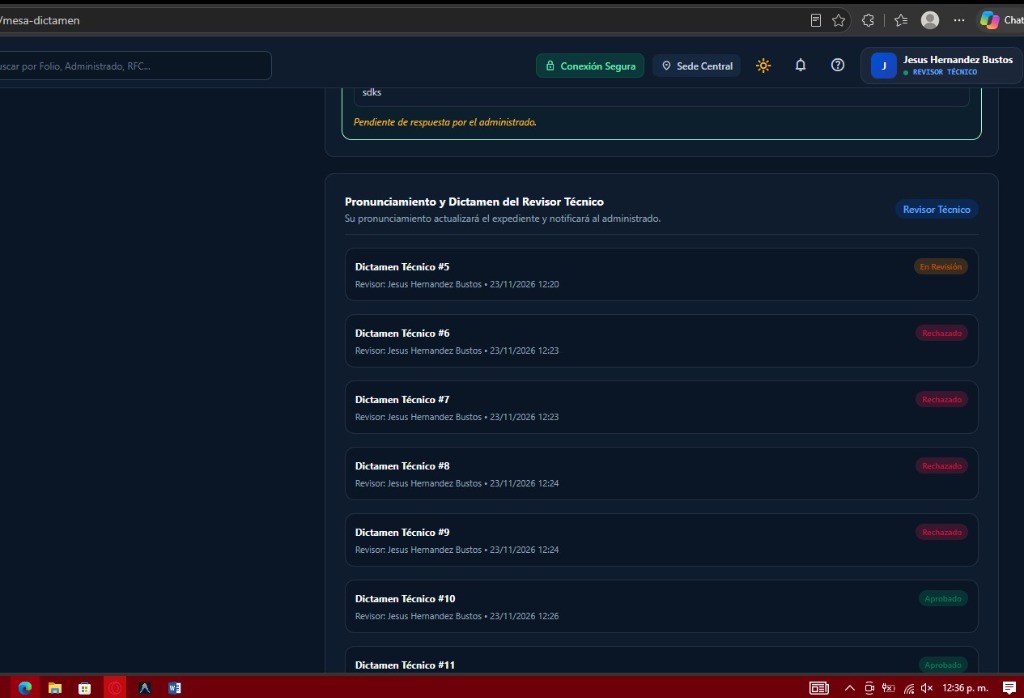 /mesa-dictamen
Chat
uscar por Folio, Administrado, RFC...
Conexión Segura
Sede Central
J
Jesus Hernandez Bustos
REVISOR TÉCNICO
sdks
Pendiente de respuesta por el administrado.
Pronunciamiento y Dictamen del Revisor Técnico
Su pronunciamiento actualizará el expediente y notificará al administrado.
Revisor Técnico
Dictamen Técnico #5
En Revisión
Revisor: Jesus Hernandez Bustos • 23/11/2026 12:20
Dictamen Técnico #6
Rechazado
Revisor: Jesus Hernandez Bustos • 23/11/2026 12:23
Dictamen Técnico #7
Rechazado
Revisor: Jesus Hernandez Bustos • 23/11/2026 12:23
Dictamen Técnico #8
Rechazado
Revisor: Jesus Hernandez Bustos • 23/11/2026 12:24
Dictamen Técnico #9
Rechazado
Revisor: Jesus Hernandez Bustos • 23/11/2026 12:24
Dictamen Técnico #10
Aprobado
Revisor: Jesus Hernandez Bustos • 23/11/2026 12:26
Dictamen Técnico #11
Aprobado
12:36 p. m.